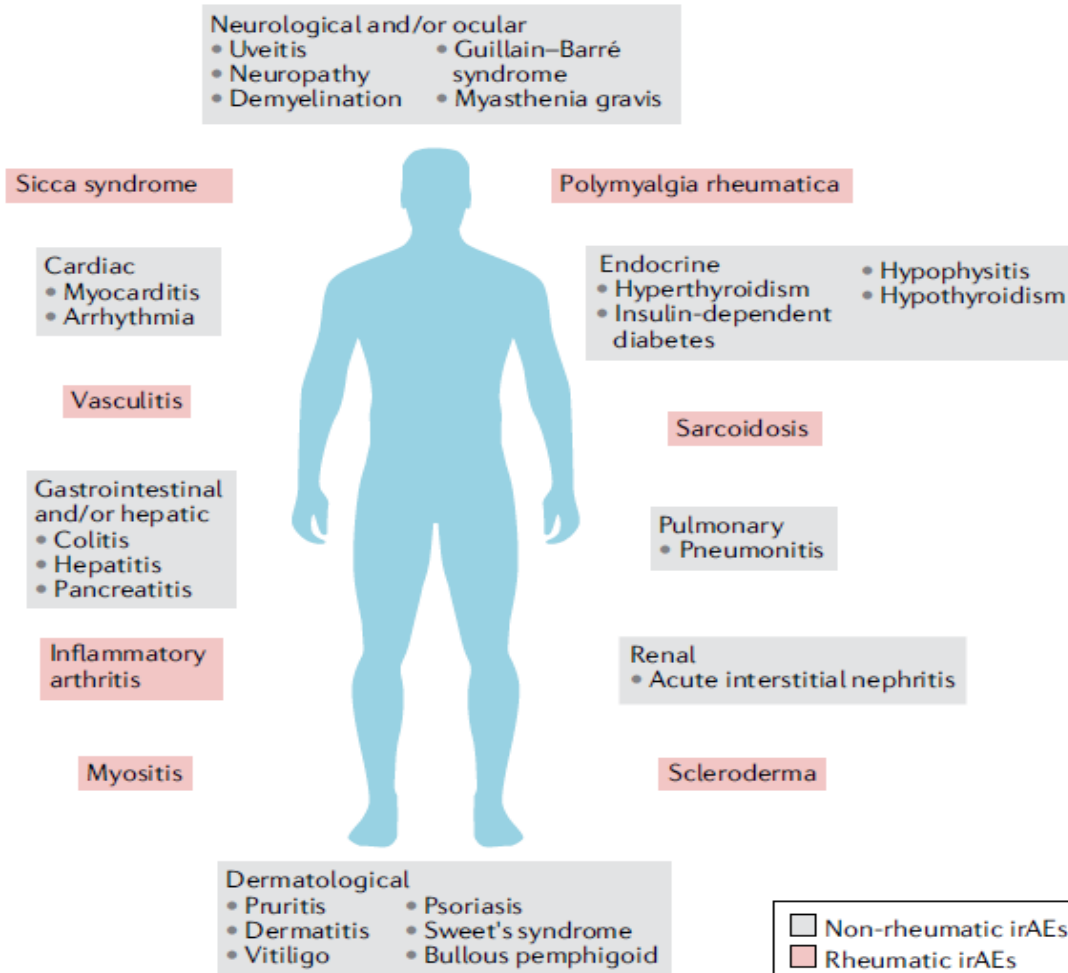 Neurological and/or ocular
• Uveitis
• Neuropathy
• Demyelination
• Guillain–Barré
syndrome
• Myasthenia gravis
Sicca syndrome
Polymyalgia rheumatica
Cardiac
• Myocarditis
• Arrhythmia
Endocrine
• Hyperthyroidism
• Insulin-dependent
diabetes
• Hypophysitis
• Hypothyroidism
Vasculitis
Sarcoidosis
Gastrointestinal
and/or hepatic
• Colitis
• Hepatitis
• Pancreatitis
Pulmonary
• Pneumonitis
Inflammatory
arthritis
Renal
• Acute interstitial nephritis
Myositis
Scleroderma
Dermatological
• Pruritis
• Dermatitis
• Vitiligo
• Psoriasis
• Sweet's syndrome
• Bullous pemphigoid
Non-rheumatic irAEs
Rheumatic irAEs